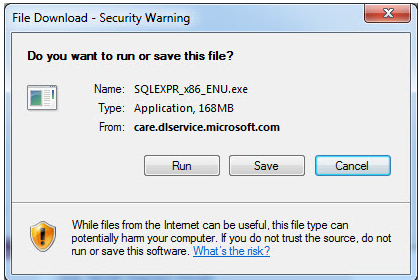 File Download - Security Warning
Do you want to run or save this file?
Name: SQLEXPR_x86_ENU.exe
Type: Application, 168MB
From: care.dlservice.microsoft.com
Run Save Cancel
While files from the Internet can be useful, this file type can
potentially harm your computer. If you do not trust the source, do not
run or save this software. What's the risk?